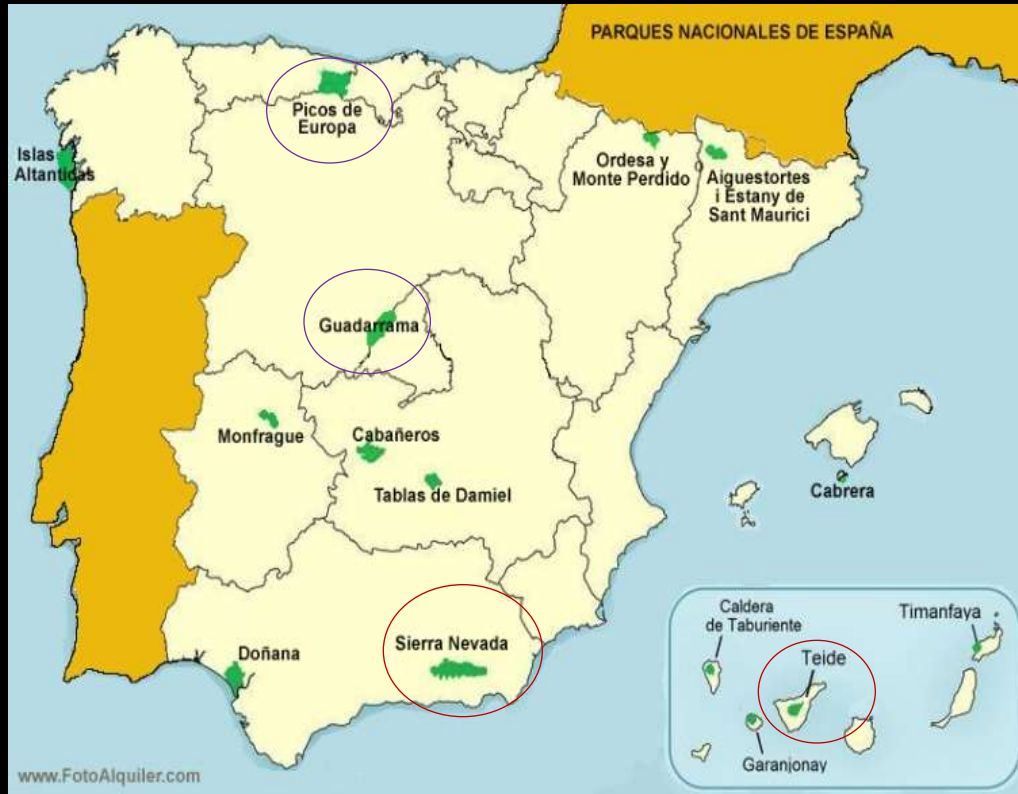 PARQUES NACIONALES DE ESPAÑA
Picos de
Europa
Islas
Altantidas
Ordesa y
Monte Perdido
Aiguestortes
i Estany de
Sant Maurici
Guadarrama
Monfrague
Cabañeros
Tablas de Damiel
Cabrera
Sierra Nevada
Doñana
Caldera
de Taburiente
Timanfaya
Teide
Garanjonay
www.FotoAlquiler.com